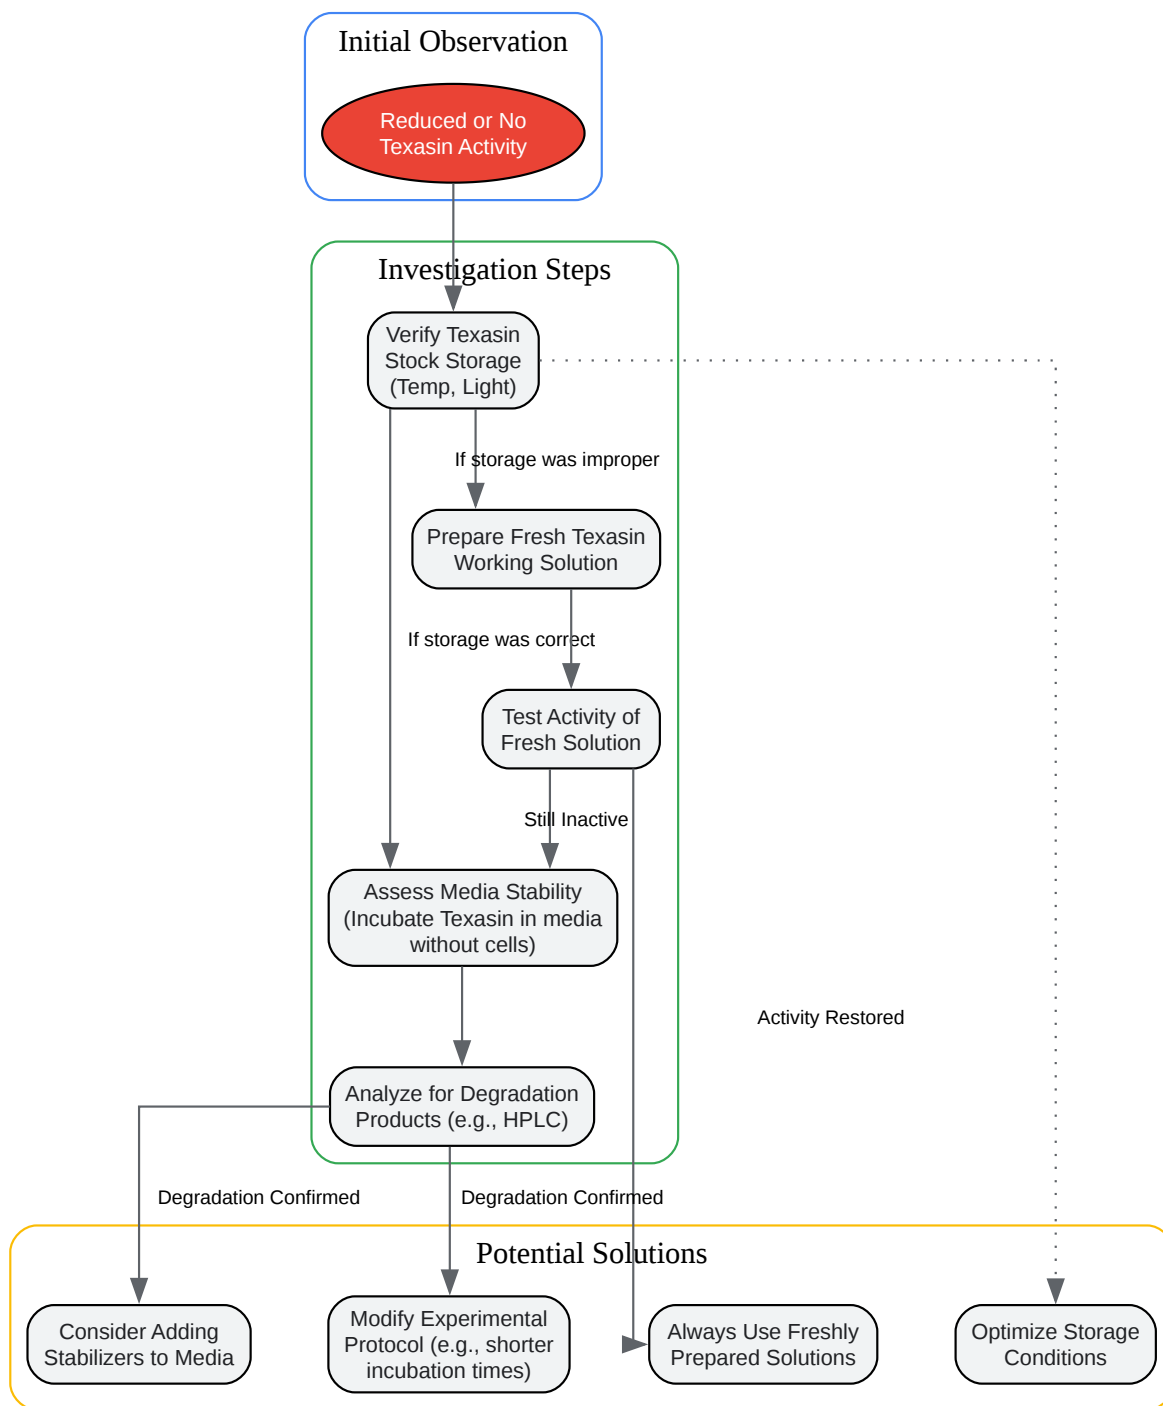 Initial Observation
Reduced or No
Texasin Activity
Investigation Steps
Verify Texasin
Stock Storage
(Temp, Light)
If storage was improper
Prepare Fresh Texasin
Working Solution
If storage was correct
Test Activity of
Fresh Solution
Still Inactive
Assess Media Stability
(Incubate Texasin in media
without cells)
Activity Restored
Analyze for Degradation
Products (e.g., HPLC)
Degradation Confirmed
Degradation Confirmed
Potential Solutions
Consider Adding
Stabilizers to Media
Modify Experimental
Protocol (e.g., shorter
incubation times)
Always Use Freshly
Prepared Solutions
Optimize Storage
Conditions